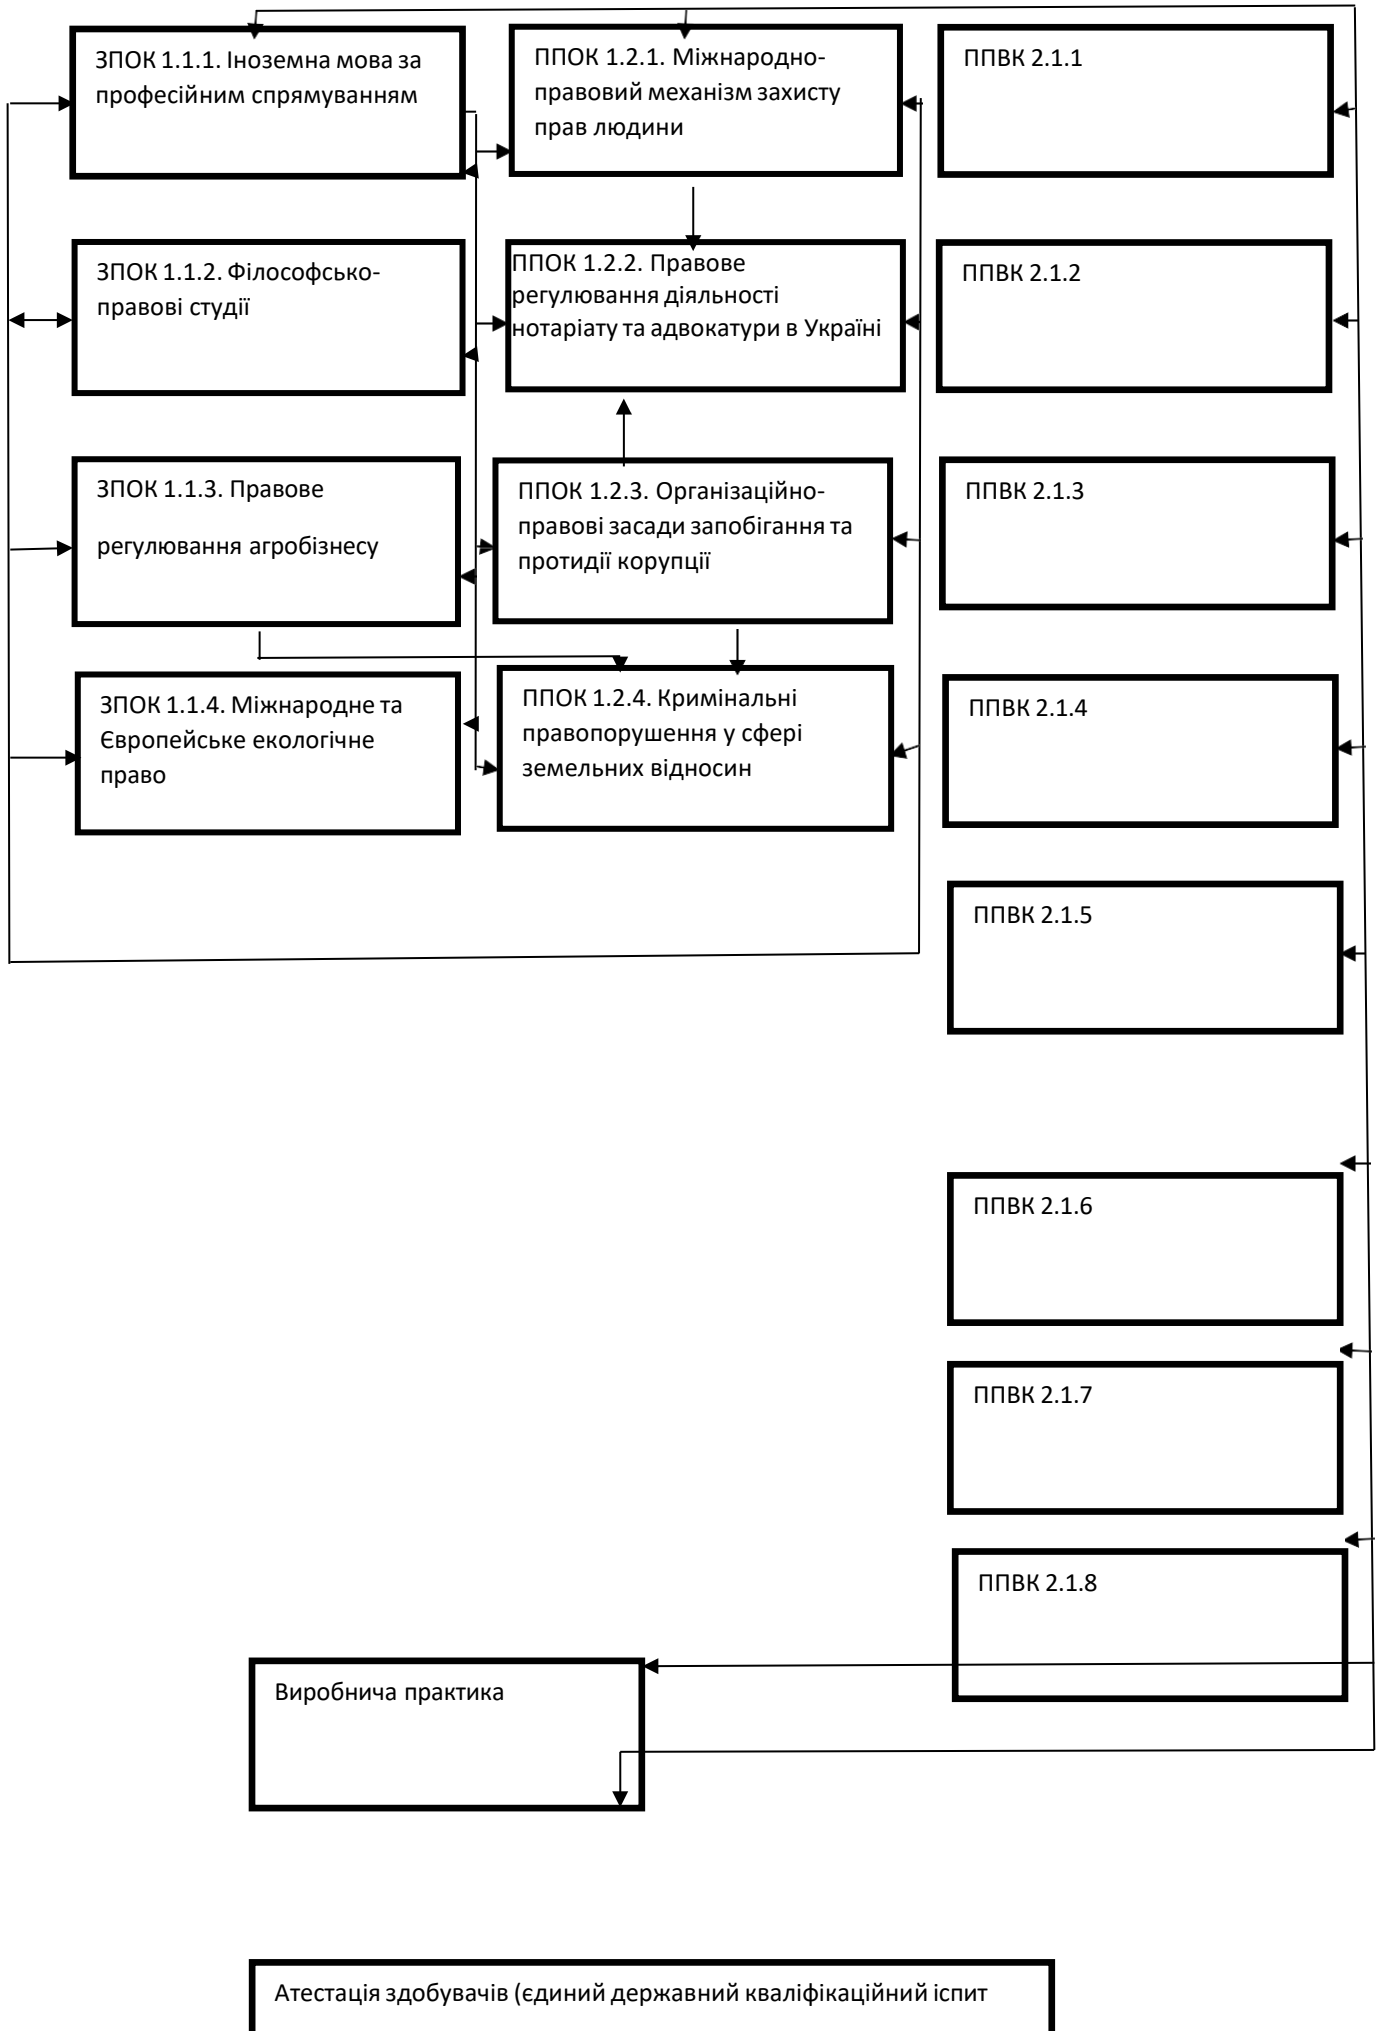 ЗПОК 1.1.1. Іноземна мова за
професійним спрямуванням
ППОК 1.2.1. Міжнародно-
правовий механізм захисту
прав людини
ППВК 2.1.1
ЗПОК 1.1.2. Філософсько-
правові студії
ППОК 1.2.2. Правове
регулювання діяльності
нотаріату та адвокатури в Україні
ППВК 2.1.2
ЗПОК 1.1.3. Правове
регулювання агробізнесу
ППОК 1.2.3. Організаційно-
правові засади запобігання та
протидії корупції
ППВК 2.1.3
ЗПОК 1.1.4. Міжнародне та
Європейське екологічне
право
ППОК 1.2.4. Кримінальні
правопорушення у сфері
земельних відносин
ППВК 2.1.4
ППВК 2.1.5
ППВК 2.1.6
ППВК 2.1.7
ППВК 2.1.8
Виробнича практика
Атестація здобувачів (єдиний державний кваліфікаційний іспит